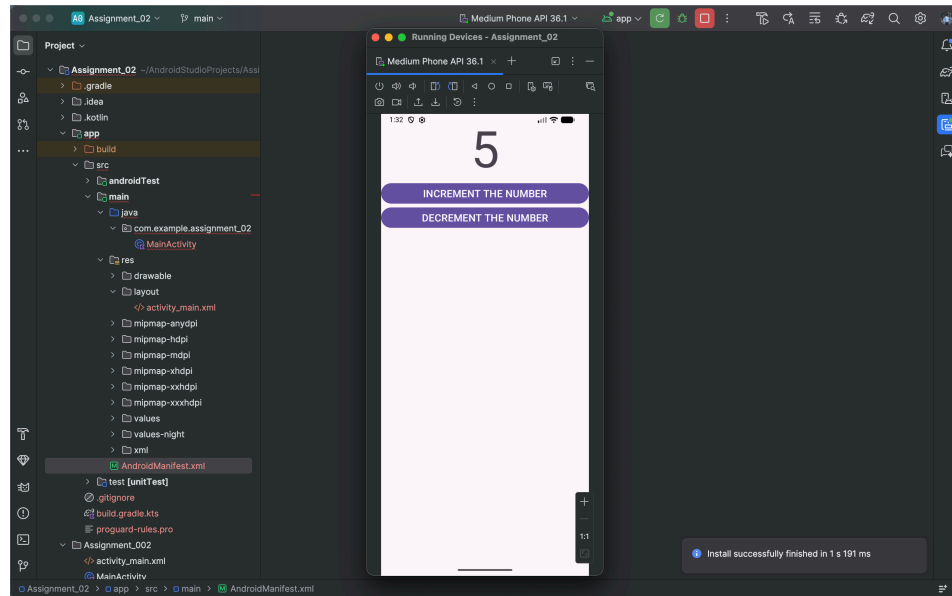 AG Assignment_02
main
Medium Phone API 36.1
app
Project
Running Devices - Assignment_02
Medium Phone API 36.1
Assignment_02 ~/AndroidStudioProjects/Assi
.gradle
.idea
.kotlin
app
build
src
androidTest
main
java
com.example.assignment_02
MainActivity
res
drawable
layout
activity_main.xml
mipmap-anydpi
mipmap-hdpi
mipmap-mdpi
mipmap-xhdpi
mipmap-xxhdpi
mipmap-xxxhdpi
values
values-night
xml
AndroidManifest.xml
test [unitTest]
.gitignore
build.gradle.kts
proguard-rules.pro
Assignment_002
activity_main.xml
MainActivity
1:32
5
INCREMENT THE NUMBER
DECREMENT THE NUMBER
1:1
Install successfully finished in 1 s 191 ms
Assignment_02 > app > src > main > AndroidManifest.xml